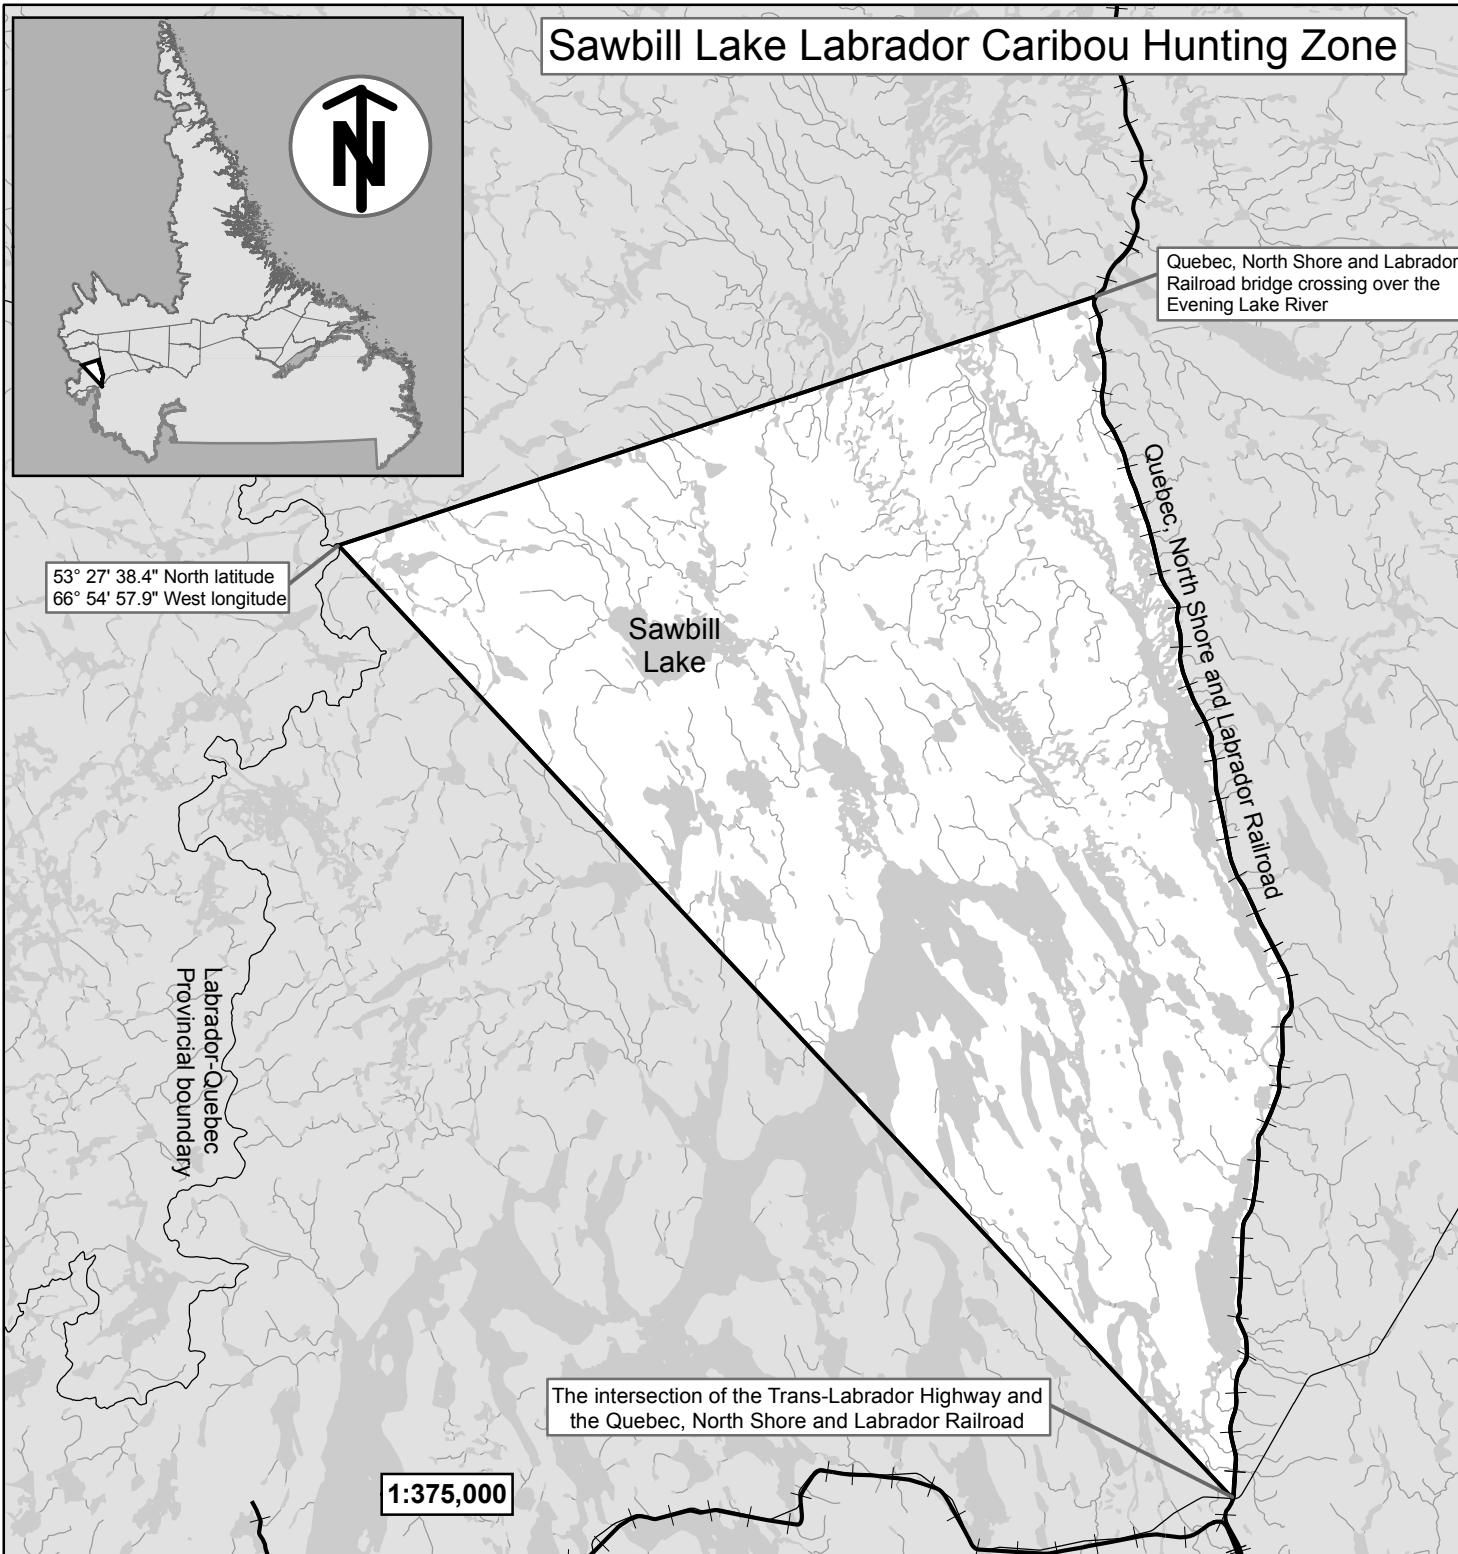 Sawbill Lake Labrador Caribou Hunting Zone
N
Quebec, North Shore and Labrador
Railroad bridge crossing over the
Evening Lake River
53° 27' 38.4" North latitude
66° 54' 57.9" West longitude
Sawbill
Lake
Quebec, North Shore and Labrador Railroad
Labrador-Quebec
Provincial boundary
The intersection of the Trans-Labrador Highway and
the Quebec, North Shore and Labrador Railroad
1:375,000